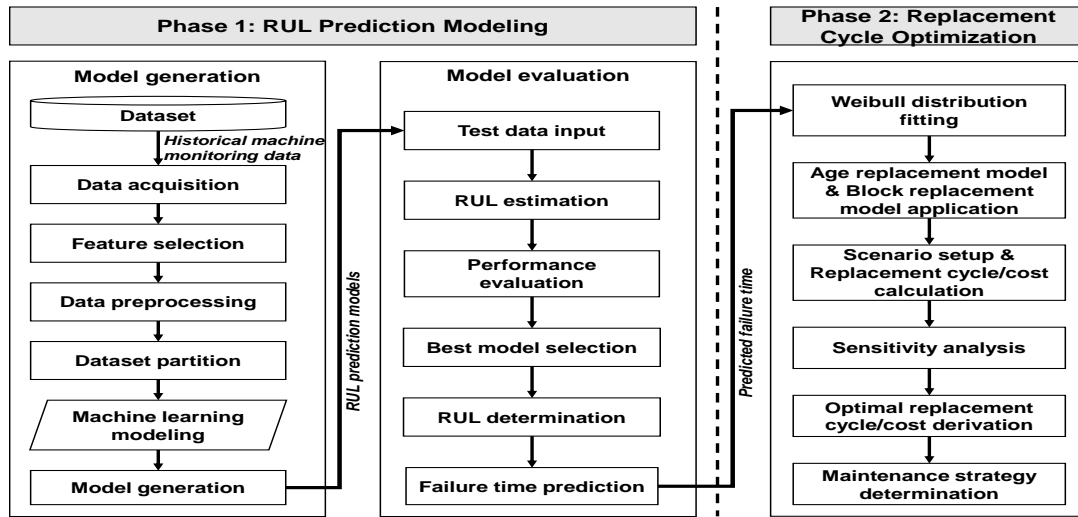 Phase 1: RUL Prediction Modeling
Model generation
Dataset
Historical machine
monitoring data
Data acquisition
Feature selection
Data preprocessing
Dataset partition
Machine learning
modeling
Model generation
RUL prediction models
Model evaluation
Test data input
RUL estimation
Performance
evaluation
Best model selection
RUL determination
Failure time prediction
Predicted failure time
Phase 2: Replacement
Cycle Optimization
Weibull distribution
fitting
Age replacement model
& Block replacement
model application
Scenario setup &
Replacement cycle/cost
calculation
Sensitivity analysis
Optimal replacement
cycle/cost derivation
Maintenance strategy
determination